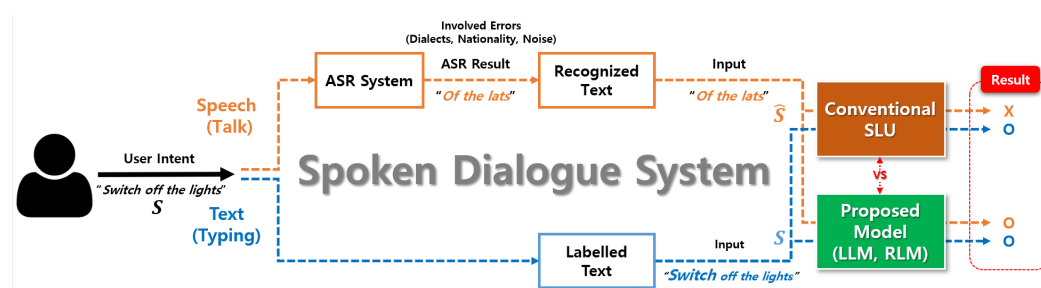 Involved Errors
(Dialects, Nationality, Noise)
ASR System
ASR Result
"Of the lats"
Recognized
Text
Input
"Of the lats"
Ŝ
Conventional
SLU
Result
X
O
Speech
(Talk)
User Intent
"Switch off the lights"
S
Spoken Dialogue System
VS
Text
(Typing)
Labelled
Text
Input
"Switch off the lights"
S
Proposed
Model
(LLM, RLM)
O
O